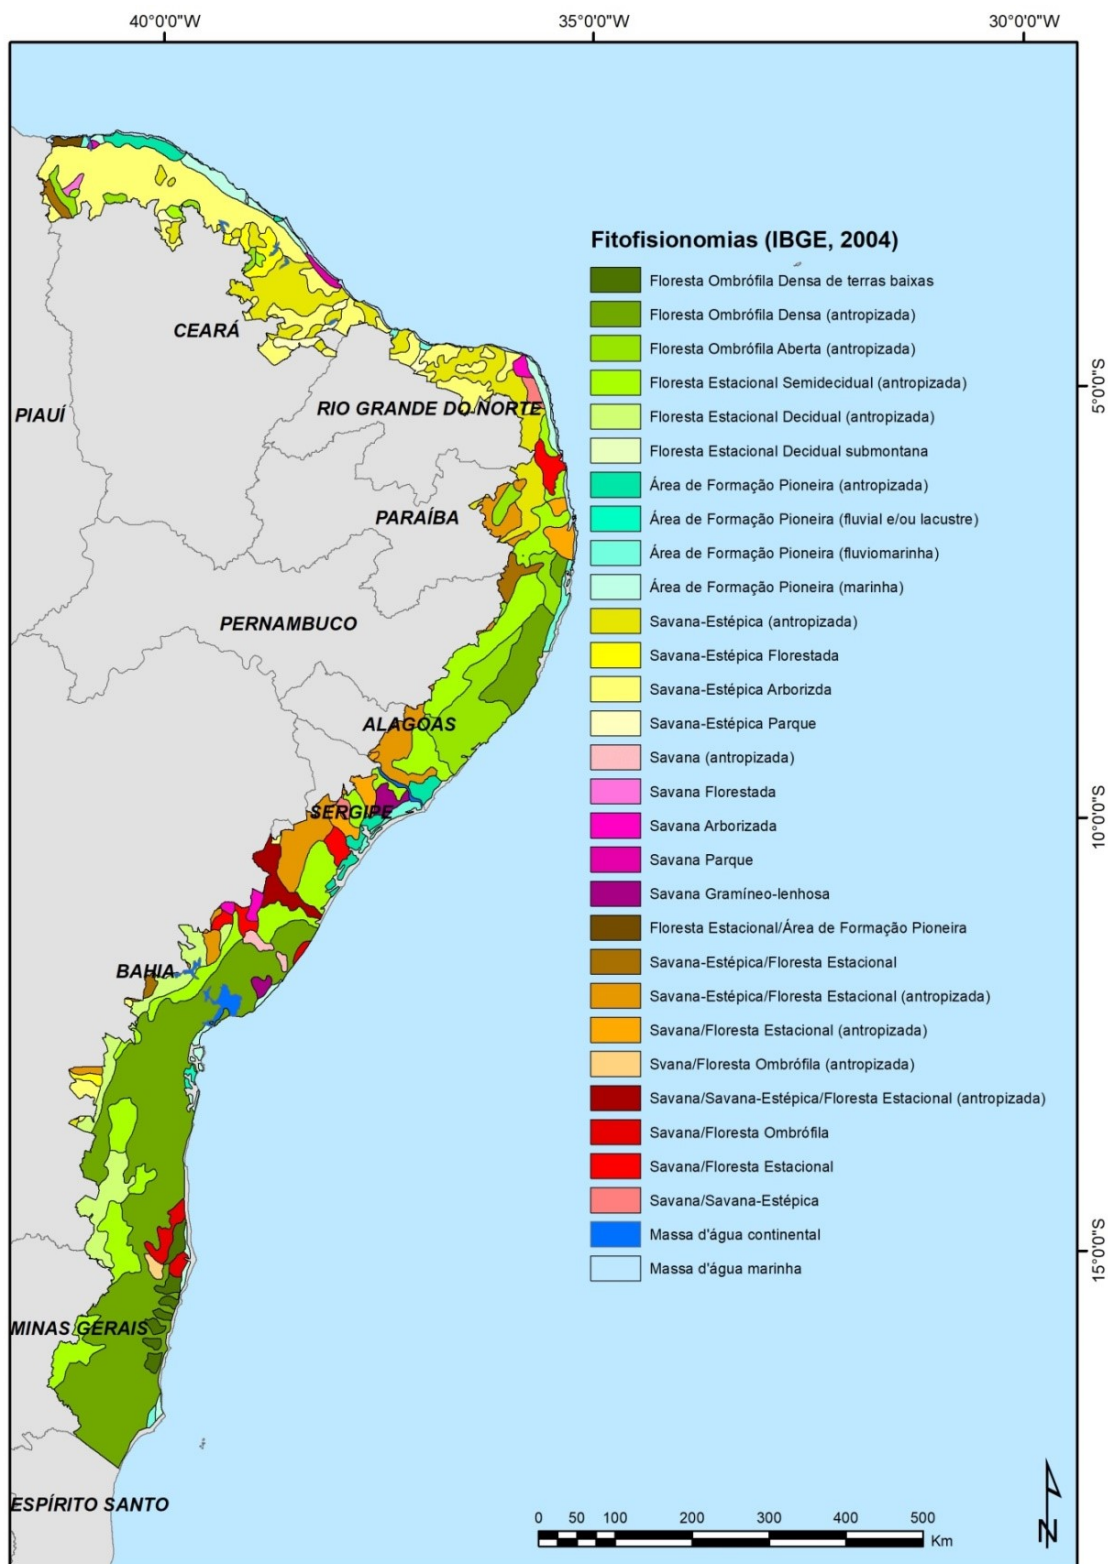 40°0'0"W
35°0'0"W
30°0'0"W
Fitofisionomias (IBGE, 2004)
Floresta Ombrófila Densa de terras baixas
Floresta Ombrófila Densa (antropizada)
CEARÁ
Floresta Ombrófila Aberta (antropizada)
Floresta Estacional Semidecidual (antropizada)
5°0'0"S
PIAUÍ
RIO GRANDE DO NORTE
Floresta Estacional Decidual (antropizada)
Floresta Estacional Decidual submontana
Área de Formação Pioneira (antropizada)
PARAÍBA
Área de Formação Pioneira (fluvial e/ou lacustre)
Área de Formação Pioneira (fluviomarinha)
Área de Formação Pioneira (marinha)
PERNAMBUCO
Savana-Estépica (antropizada)
Savana-Estépica Florestada
Savana-Estépica Arborizda
ALAGOAS
Savana-Estépica Parque
Savana (antropizada)
Savana Florestada
SERGIPE
10°0'0"S
Savana Arborizada
Savana Parque
Savana Gramíneo-lenhosa
Floresta Estacional/Área de Formação Pioneira
BAHIA
Savana-Estépica/Floresta Estacional
Savana-Estépica/Floresta Estacional (antropizada)
Savana/Floresta Estacional (antropizada)
Svana/Floresta Ombrófila (antropizada)
Savana/Savana-Estépica/Floresta Estacional (antropizada)
Savana/Floresta Ombrófila
Savana/Floresta Estacional
Savana/Savana-Estépica
Massa d'água continental
15°0'0"S
Massa d'água marinha
MINAS GERAIS
ESPÍRITO SANTO
0 50 100 200 300 400 500
Km
N